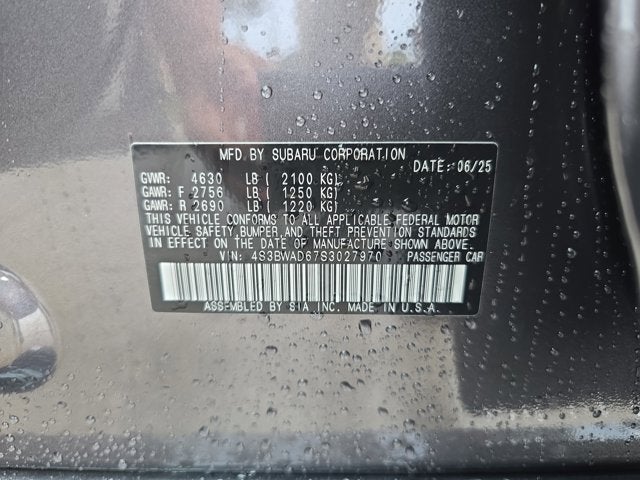 MFD BY SUBARU CORPORATION DATE: 06/25
GVWR: 4630 LB ( 2100 KG)
GAWR: F 2756 LB ( 1250 KG)
GAWR: R 2690 LB ( 1220 KG)
THIS VEHICLE CONFORMS TO ALL APPLICABLE FEDERAL MOTOR
VEHICLE SAFETY, BUMPER, AND THEFT PREVENTION STANDARDS
IN EFFECT ON THE DATE OF MANUFACTURE SHOWN ABOVE.
VIN: 4S3BWAD67S3027970 PASSENGER CAR
ASSEMBLED BY SIA INC. MADE IN U.S.A.